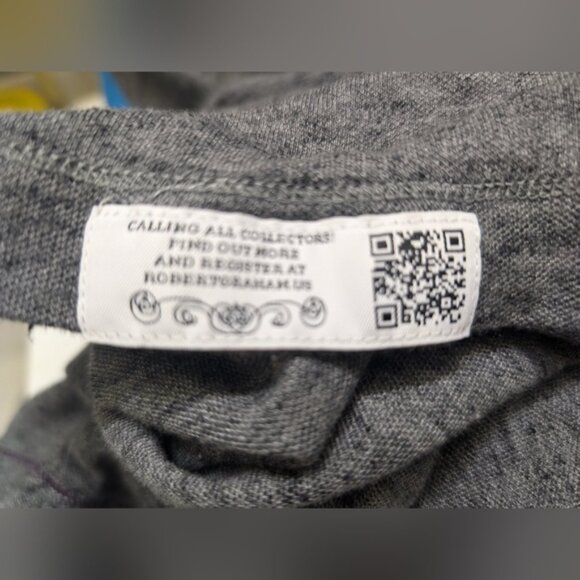 CALLING ALL COLLECTORS!
FIND OUT MORE
AND REGISTER AT
ROBERTGRAHAM.US